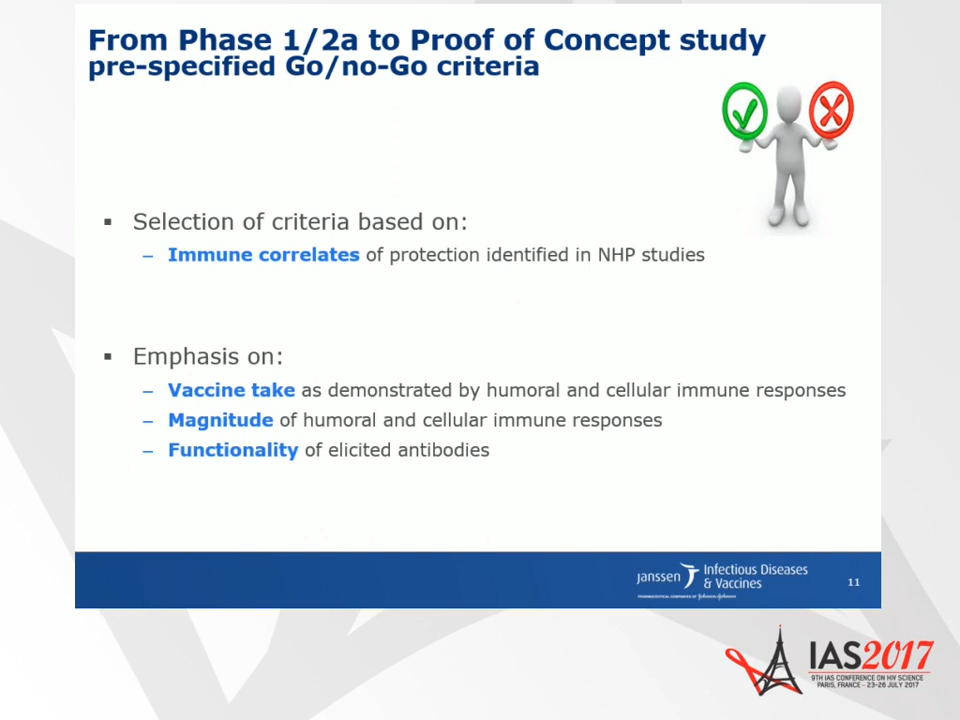 From Phase 1/2a to Proof of Concept study
pre-specified Go/no-Go criteria
▪ Selection of criteria based on:
– Immune correlates of protection identified in NHP studies
▪ Emphasis on:
– Vaccine take as demonstrated by humoral and cellular immune responses
– Magnitude of humoral and cellular immune responses
– Functionality of elicited antibodies
janssen Infectious Diseases
& Vaccines
PHARMACEUTICAL COMPANIES OF Johnson & Johnson
11
IAS2017
9TH IAS CONFERENCE ON HIV SCIENCE
PARIS, FRANCE - 23-26 JULY 2017